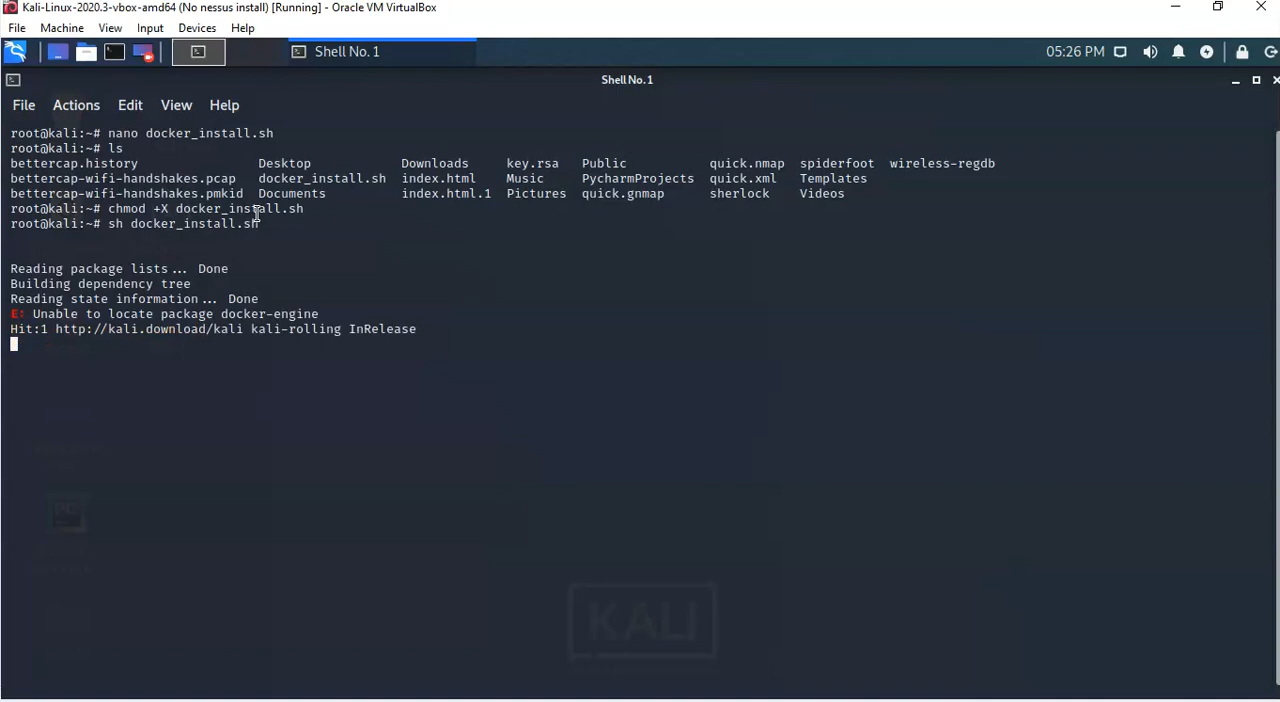 Kali-Linux-2020.3-vbox-amd64 (No nessus install) [Running] - Oracle VM VirtualBox
File Machine View Input Devices Help
Shell No. 1 05:26 PM
Shell No. 1
File Actions Edit View Help
root@kali:~# nano docker_install.sh
root@kali:~# ls
bettercap.history Desktop Downloads key.rsa Public quick.nmap spiderfoot wireless-regdb
bettercap-wifi-handshakes.pcap docker_install.sh index.html Music PycharmProjects quick.xml Templates
bettercap-wifi-handshakes.pmkid Documents index.html.1 Pictures quick.gnmap sherlock Videos
root@kali:~# chmod +X docker_install.sh
root@kali:~# sh docker_install.sh
Reading package lists... Done
Building dependency tree
Reading state information... Done
E: Unable to locate package docker-engine
Hit:1 http://kali.download/kali kali-rolling InRelease
KALI